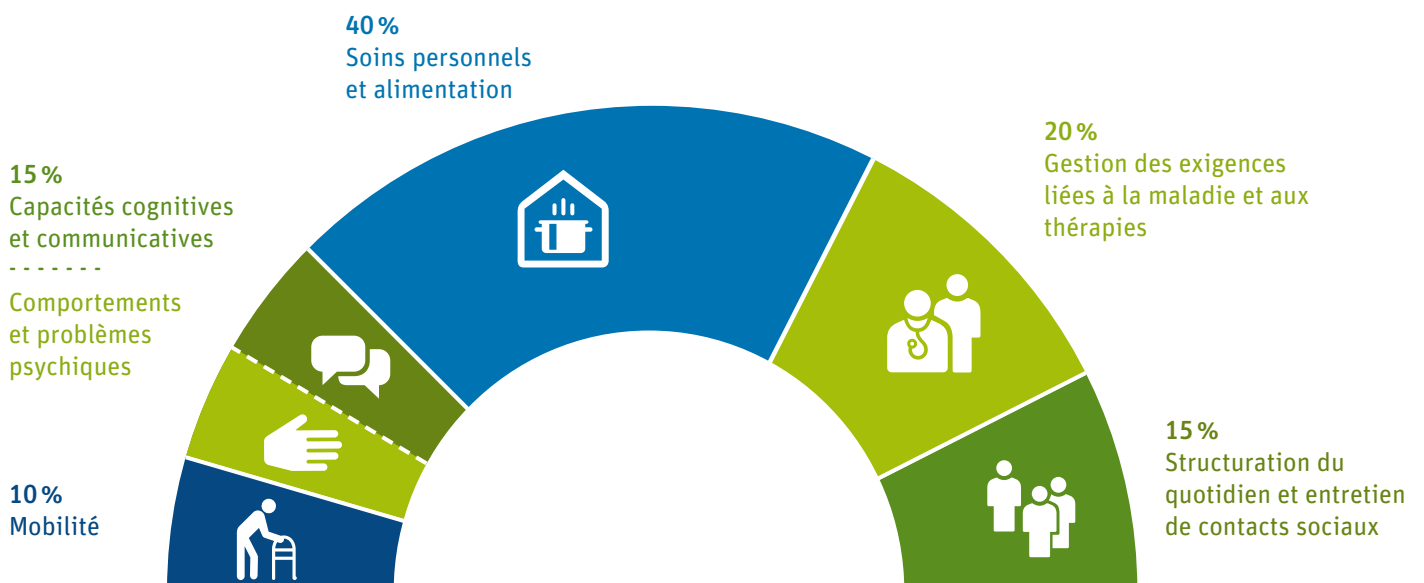 40 %
Soins personnels
et alimentation
20 %
Gestion des exigences
liées à la maladie et aux
thérapies
15 %
Capacités cognitives
et communicatives
- - - - - - -
Comportements
et problèmes
psychiques
10 %
Mobilité
15 %
Structuration du
quotidien et entretien
de contacts sociaux